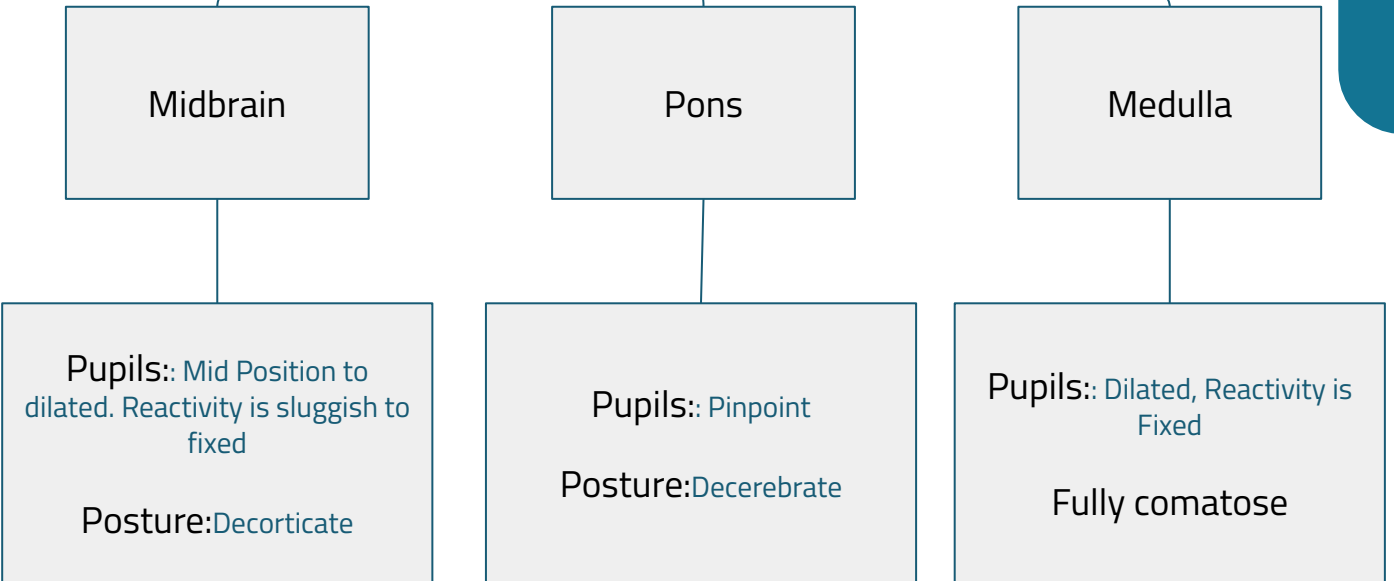 Midbrain
Pons
Medulla
Pupils:: Mid Position to
dilated. Reactivity is sluggish to
fixed
Posture:Decorticate
Pupils:: Pinpoint
Posture:Decerebrate
Pupils:: Dilated, Reactivity is
Fixed
Fully comatose